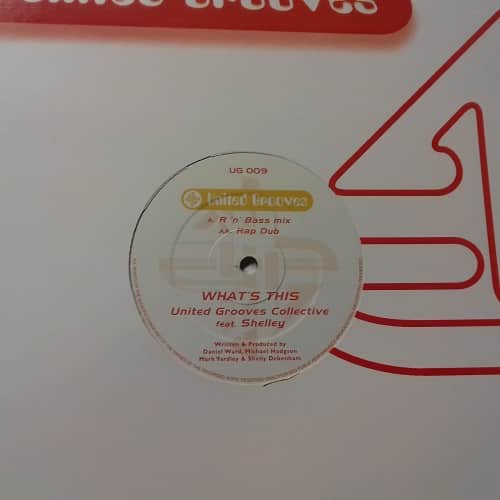 United Grooves
UG 009
United Grooves
A. R 'n' Bass mix
AA. Rap Dub
WHAT'S THIS
United Grooves Collective
feat. Shelley
Written & Produced by
Daniel Ward, Michael Hodgson
Mark Yardley & Shelly Debenham.